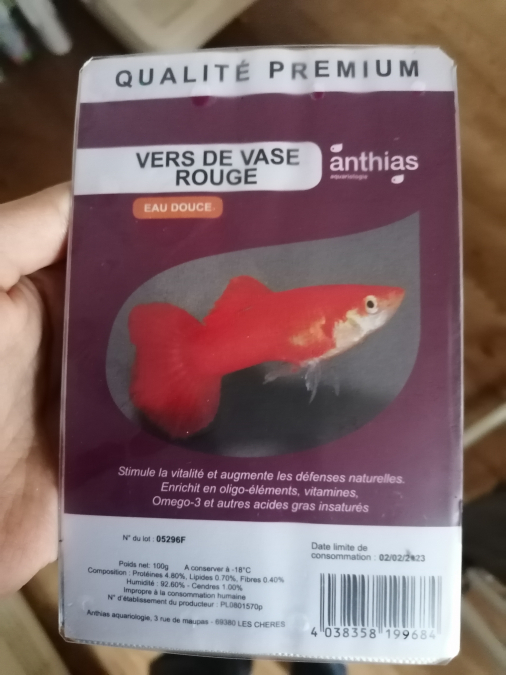 QUALITÉ PREMIUM
VERS DE VASE
ROUGE
anthias
aquariologie
EAU DOUCE
Stimule la vitalité et augmente les défenses naturelles.
Enrichit en oligo-éléments, vitamines,
Omego-3 et autres acides gras insaturés
N° du lot : 05296F
Date limite de
consommation : 02/02/2023
Poids net: 100g A conserver à -18°C
Composition : Protéines 4.80%, Lipides 0.70%, Fibres 0.40%
Humidité : 92.60% - Cendres 1.00%
Impropre à la consommation humaine
N° d'établissement du producteur : PL0801570p
Anthias aquariologie, 3 rue de maupas - 69380 LES CHERES
4 038358 199684